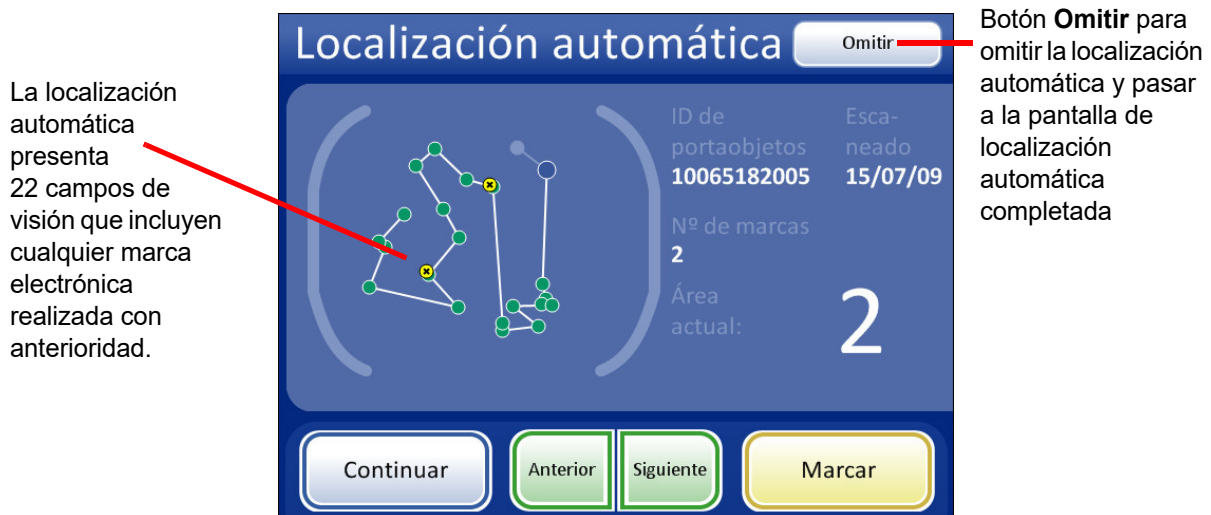 La localización
automática
presenta
22 campos de
visión que incluyen
cualquier marca
electrónica
realizada con
anterioridad.
Localización automática
Omitir
ID de
portaobjetos
10065182005
Esca-
neado
15/07/09
Nº de marcas
2
Área
actual:
2
Continuar
Anterior
Siguiente
Marcar
Botón Omitir para
omitir la localización
automática y pasar
a la pantalla de
localización
automática
completada